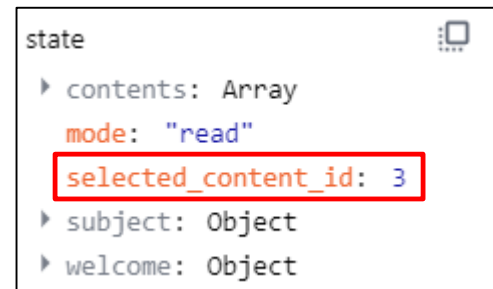 state
contents: Array
mode: "read"
selected_content_id: 3
subject: Object
welcome: Object